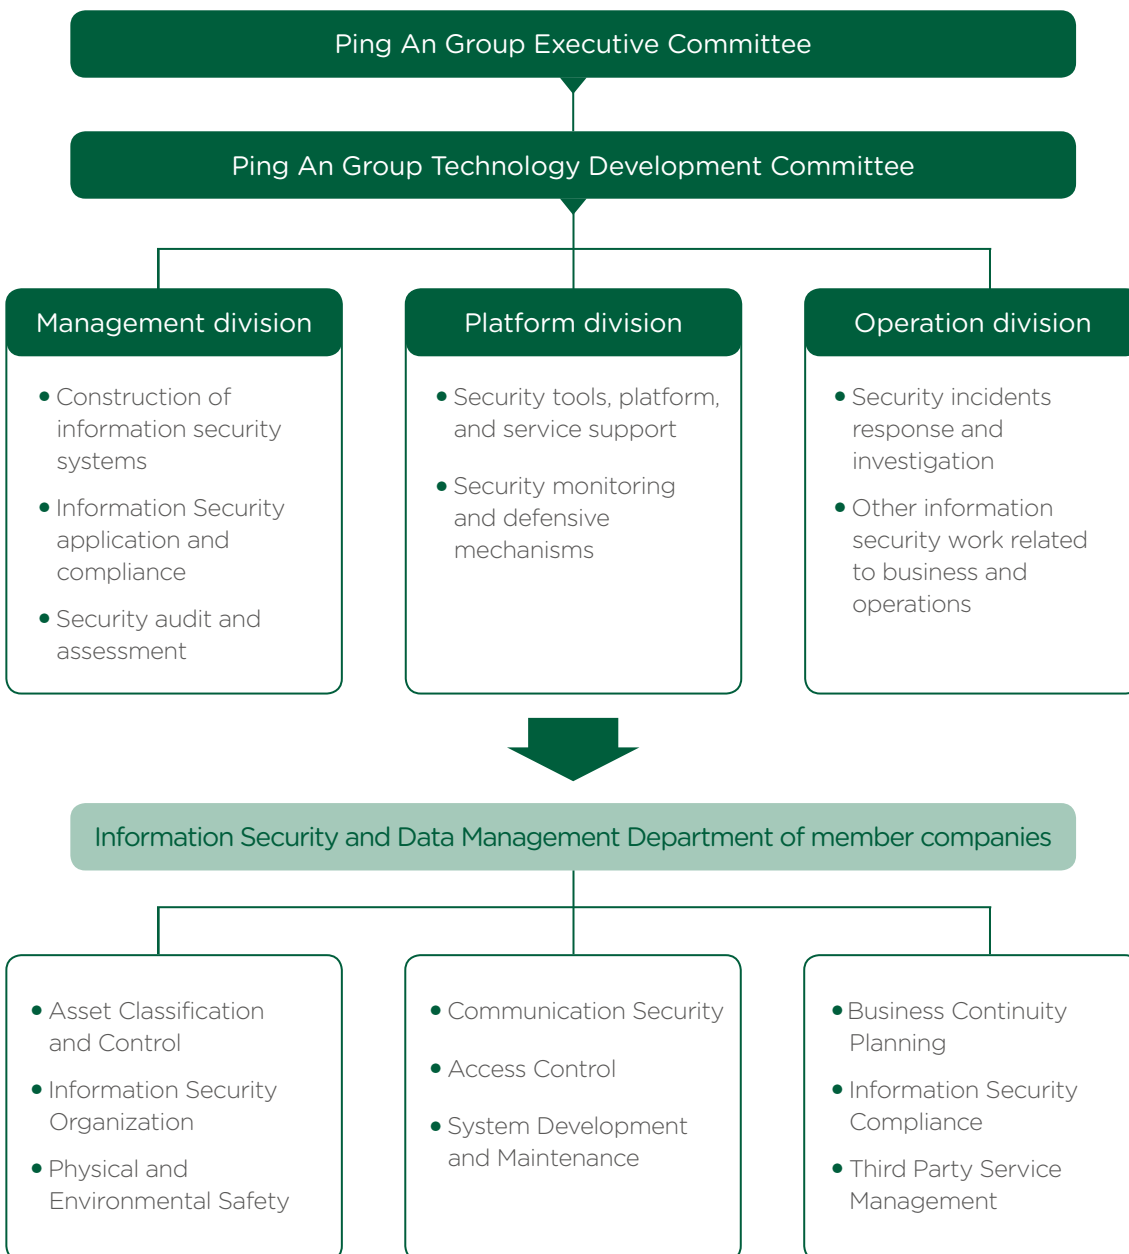 Ping An Group Executive Committee
Ping An Group Technology Development Committee
Management division
• Construction of
information security
systems
• Information Security
application and
compliance
• Security audit and
assessment
Platform division
• Security tools, platform,
and service support
• Security monitoring
and defensive
mechanisms
Operation division
• Security incidents
response and
investigation
• Other information
security work related
to business and
operations
Information Security and Data Management Department of member companies
• Asset Classification
and Control
• Information Security
Organization
• Physical and
Environmental Safety
• Communication Security
• Access Control
• System Development
and Maintenance
• Business Continuity
Planning
• Information Security
Compliance
• Third Party Service
Management